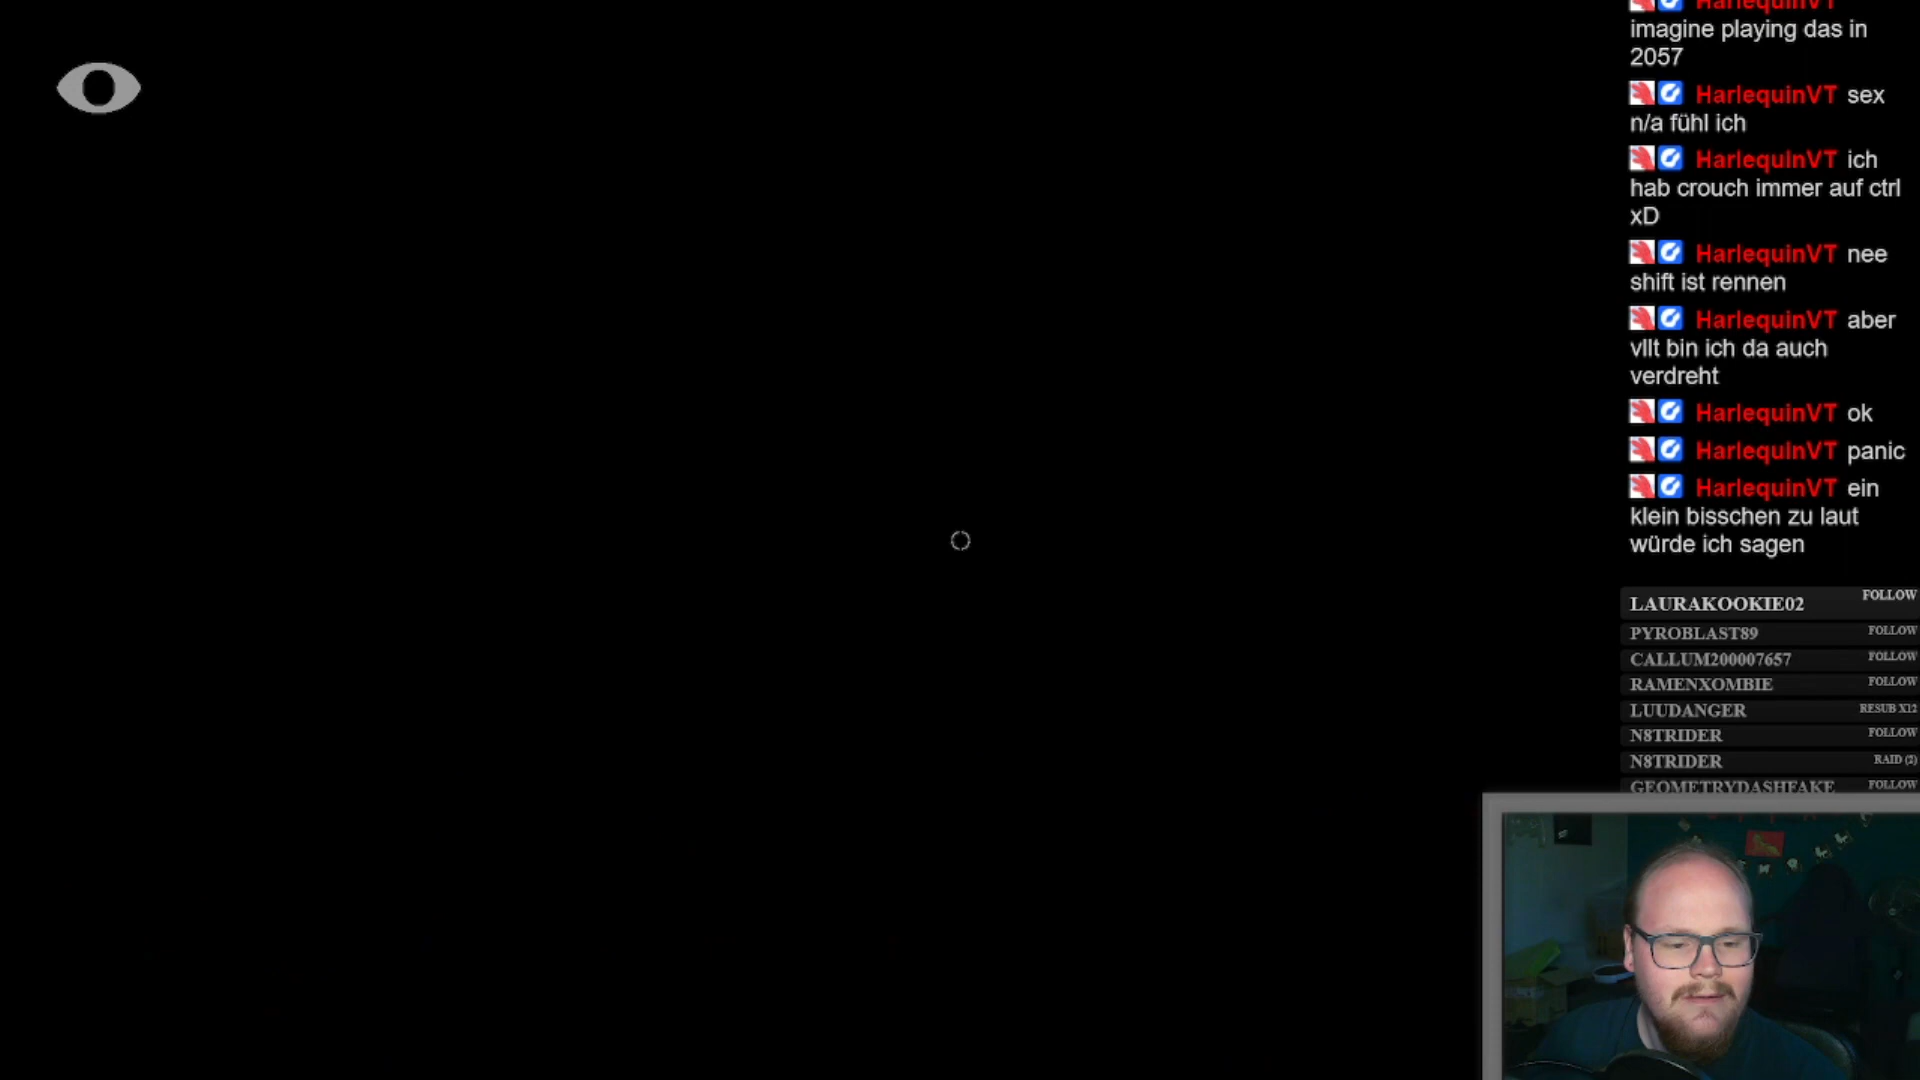 HarlequinVT
imagine playing das in
2057
HarlequinVT sex
n/a fühl ich
HarlequinVT ich
hab crouch immer auf ctrl
xD
HarlequinVT nee
shift ist rennen
HarlequinVT aber
vllt bin ich da auch
verdreht
HarlequinVT ok
HarlequinVT panic
HarlequinVT ein
klein bisschen zu laut
würde ich sagen
LAURAKOOKIE02 FOLLOW
PYROBLAST89 FOLLOW
CALLUM200007657 FOLLOW
RAMENXOMBIE FOLLOW
LUUDANGER RESUB X12
N8TRIDER FOLLOW
N8TRIDER RAID (2)
GEOMETRYDASHFAKE FOLLOW